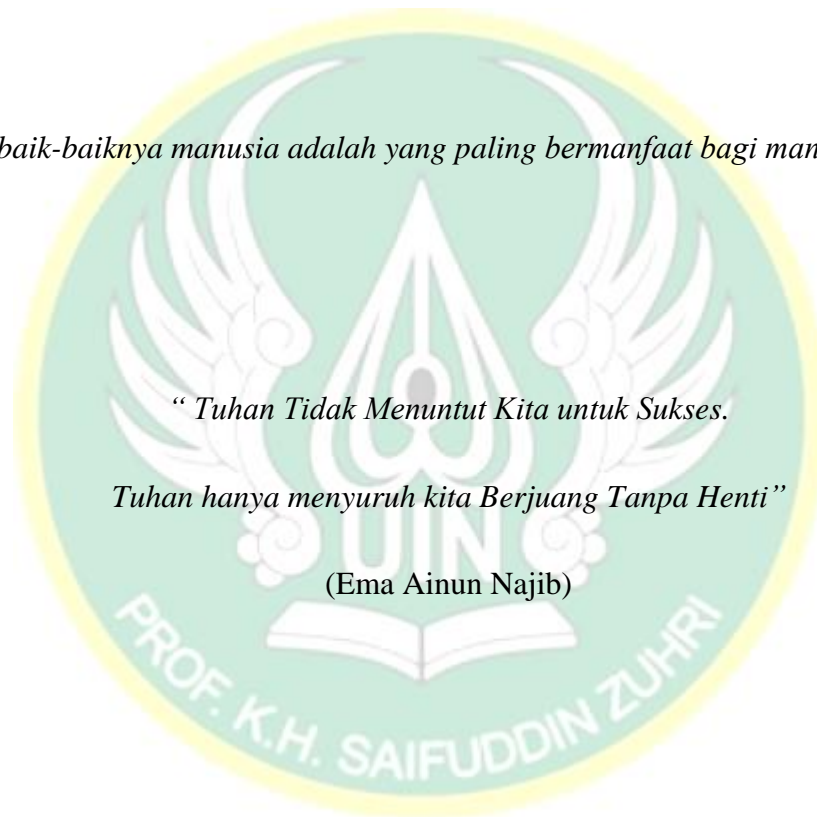 baik-baiknya manusia adalah yang paling bermanfaat bagi man
“ Tuhan Tidak Menuntut Kita untuk Sukses.
Tuhan hanya menyuruh kita Berjuang Tanpa Henti”
(Ema Ainun Najib)
UIN
PROF. K.H. SAIFUDDIN ZUHRI